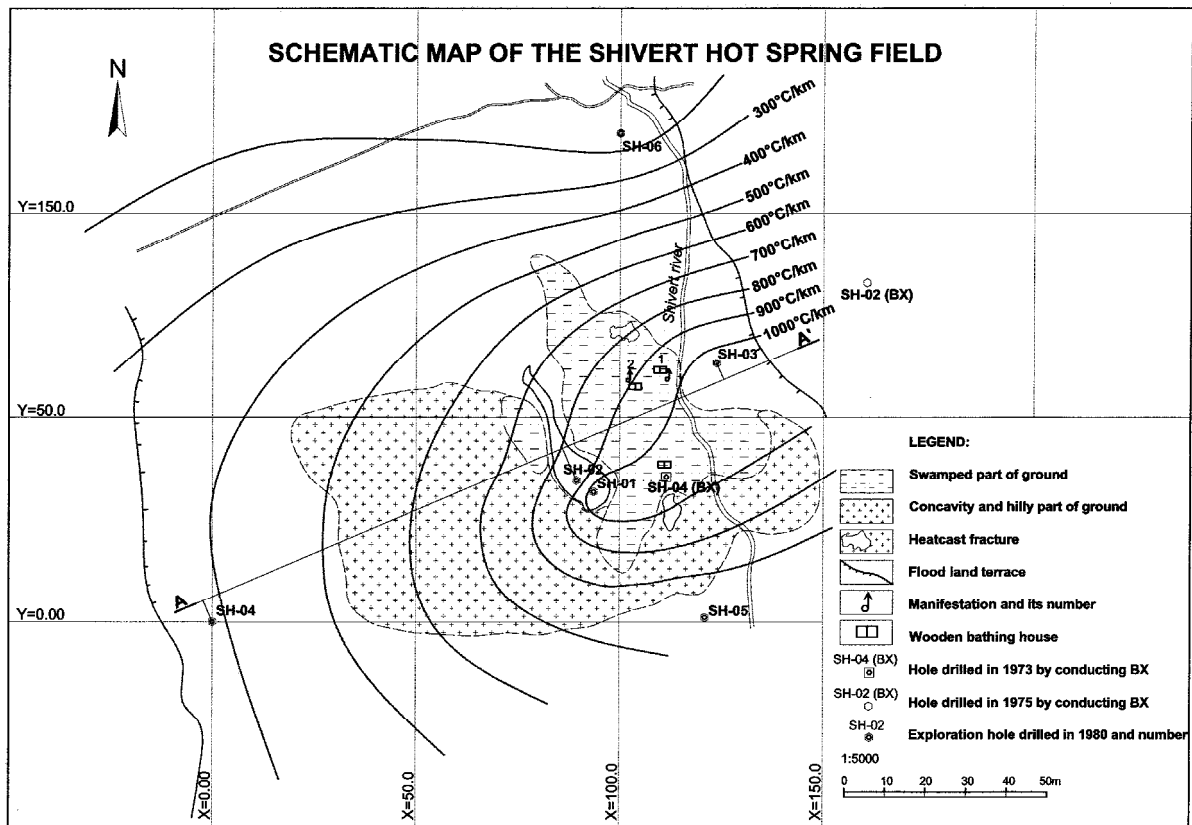 SCHEMATIC MAP OF THE SHIVERT HOT SPRING FIELD
N
300°C/km
SH-06
400°C/km
500°C/km
Y=150.0
600°C/km
700°C/km
Shivert river
800°C/km
SH-02 (BX)
900°C/km
1000°C/km
A'
SH-03
2
1
Y=50.0
SH-02
SH-01
SH-04 (BX)
A
SH-04
SH-05
Y=0.00
X=0.00
X=50.0
X=100.0
X=150.0
LEGEND:
Swamped part of ground
Concavity and hilly part of ground
Heatcast fracture
Flood land terrace
Manifestation and its number
Wooden bathing house
SH-04 (BX)
Hole drilled in 1973 by conducting BX
SH-02 (BX)
Hole drilled in 1975 by conducting BX
SH-02
Exploration hole drilled in 1980 and number
1:5000
0 10 20 30 40 50m